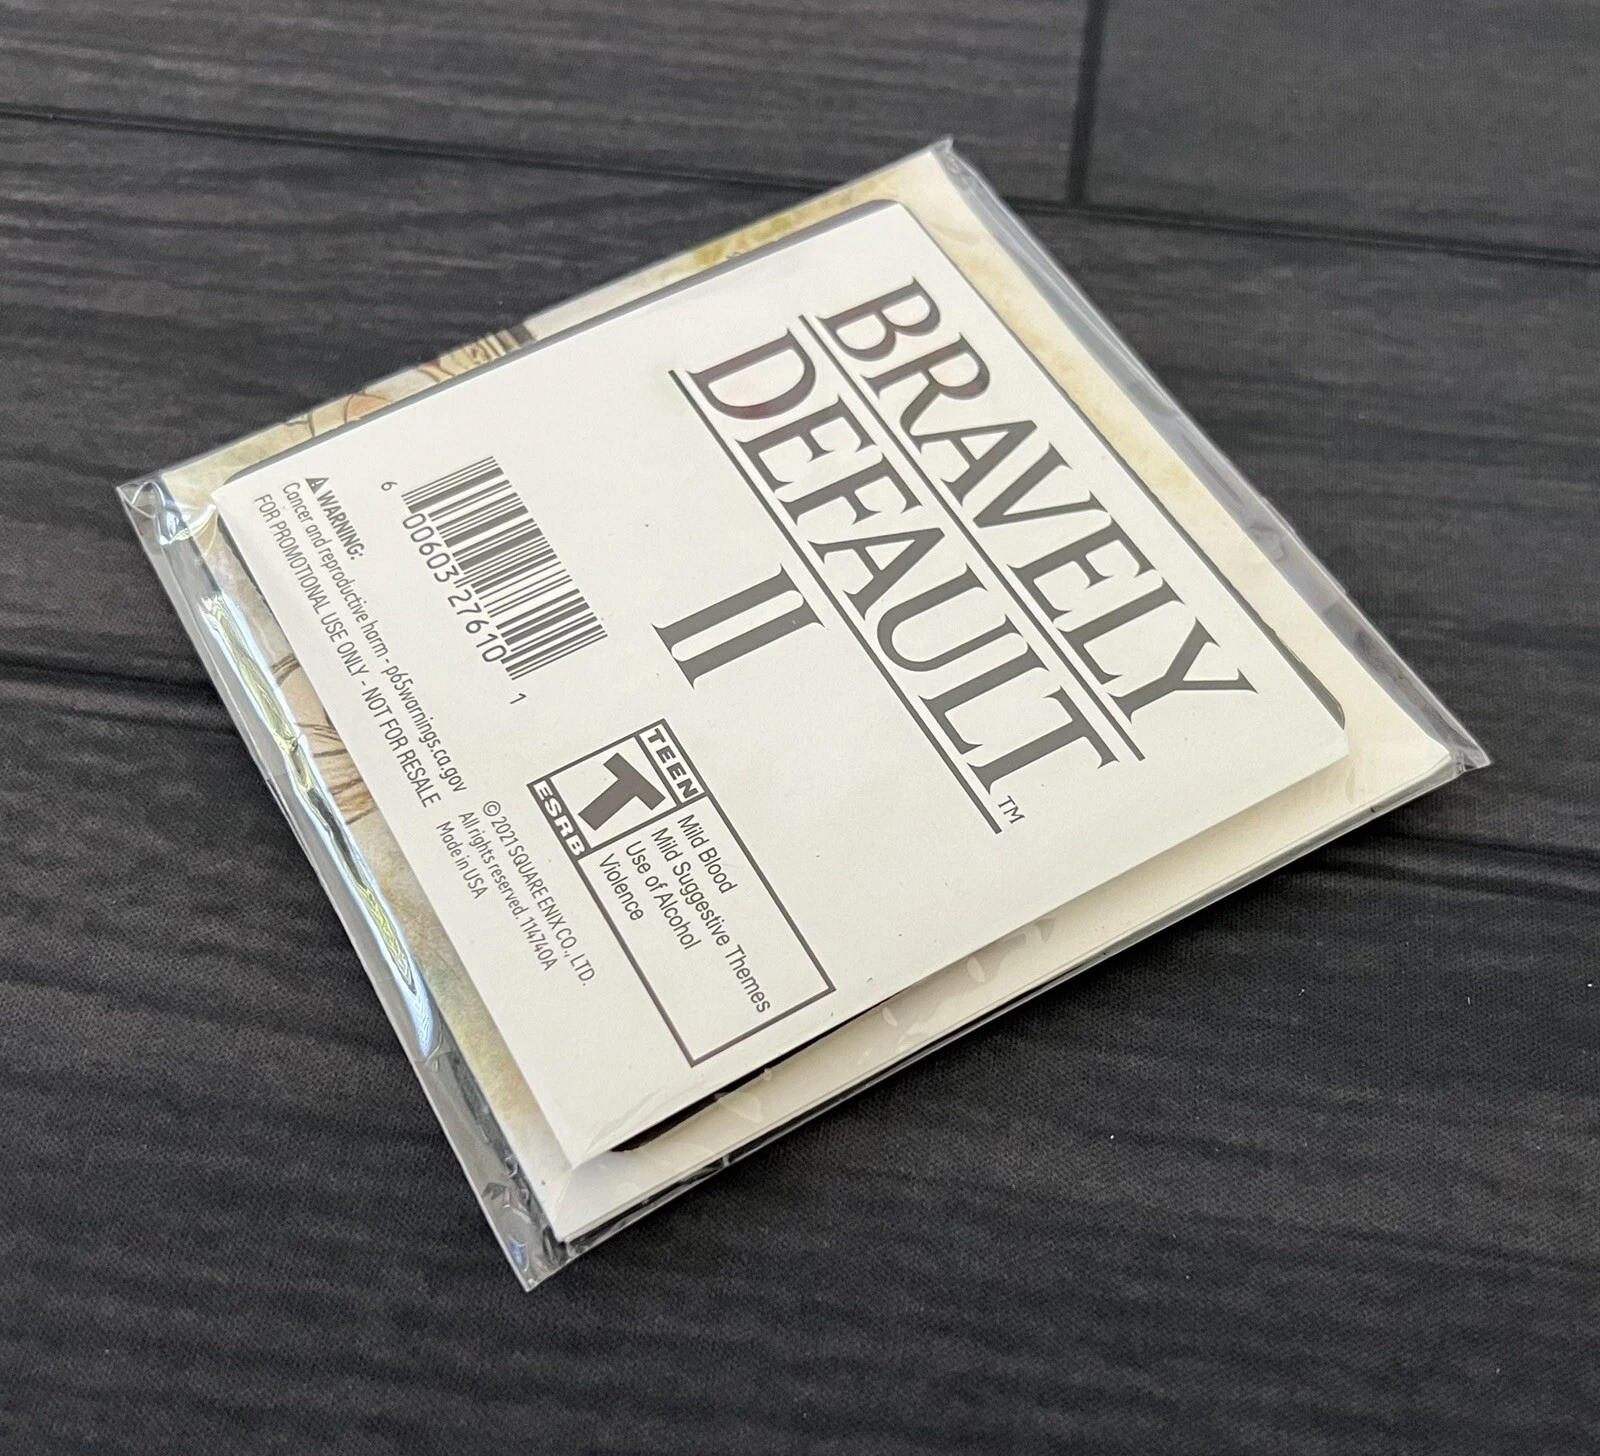 BRAVELY
DEFAULT™
II
6 00603 27610 1
TEEN
T
ESRB
Mild Blood
Mild Suggestive Themes
Use of Alcohol
Violence
⚠ WARNING:
Cancer and reproductive harm - p65warnings.ca.gov
FOR PROMOTIONAL USE ONLY - NOT FOR RESALE
© 2021 SQUARE ENIX CO., LTD.
All rights reserved. 114740A
Made in USA